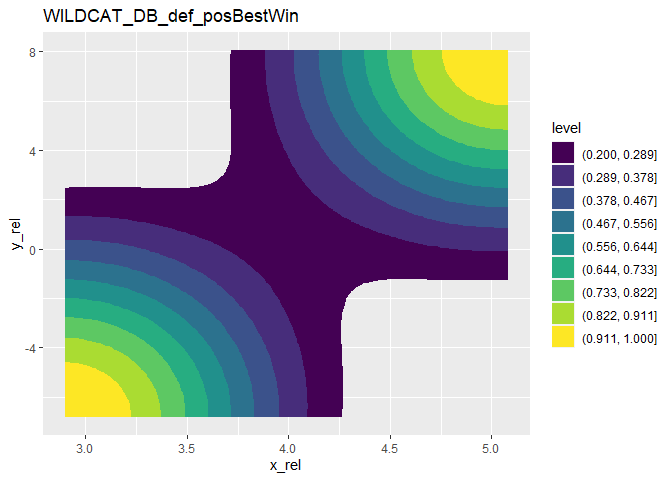 WILDCAT_DB_def_posBestWin
8
4
0
-4
y_rel
3.0 3.5 4.0 4.5 5.0
x_rel
level
(0.200, 0.289]
(0.289, 0.378]
(0.378, 0.467]
(0.467, 0.556]
(0.556, 0.644]
(0.644, 0.733]
(0.733, 0.822]
(0.822, 0.911]
(0.911, 1.000]